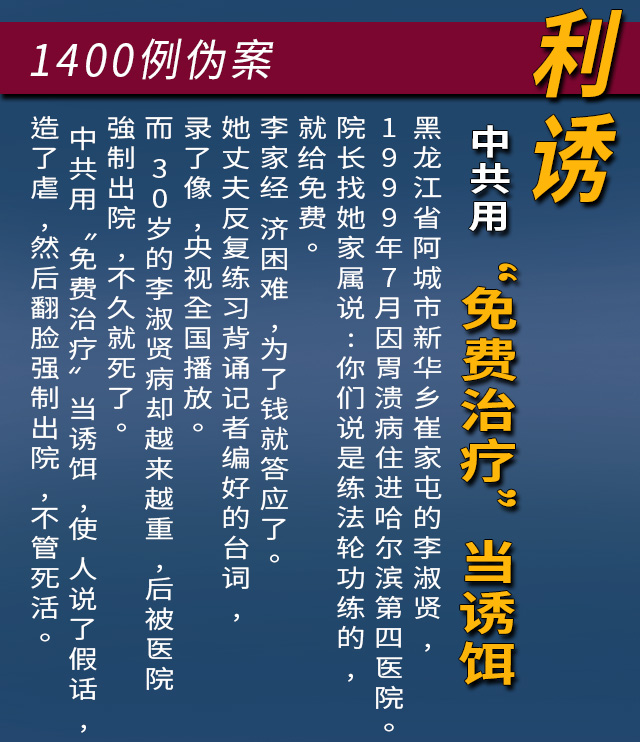 1400例伪案
利诱
中共用
“免费治疗”当诱饵
黑龙江省阿城市新华乡崔家屯的李淑贤，
1999年7月因胃溃病住进哈尔滨第四医院。
院长找她家属说：你们说是练法轮功练的，
就给免费。
李家经济困难，为了钱就答应了。
她丈夫反复练习背诵记者编好的台词，
录了像，央视全国播放。
而30岁的李淑贤病却越来越重，后被医院
強制出院，不久就死了。
中共用“免费治疗”当诱饵，使人说了假话，
造了虐，然后翻脸强制出院，不管死活。